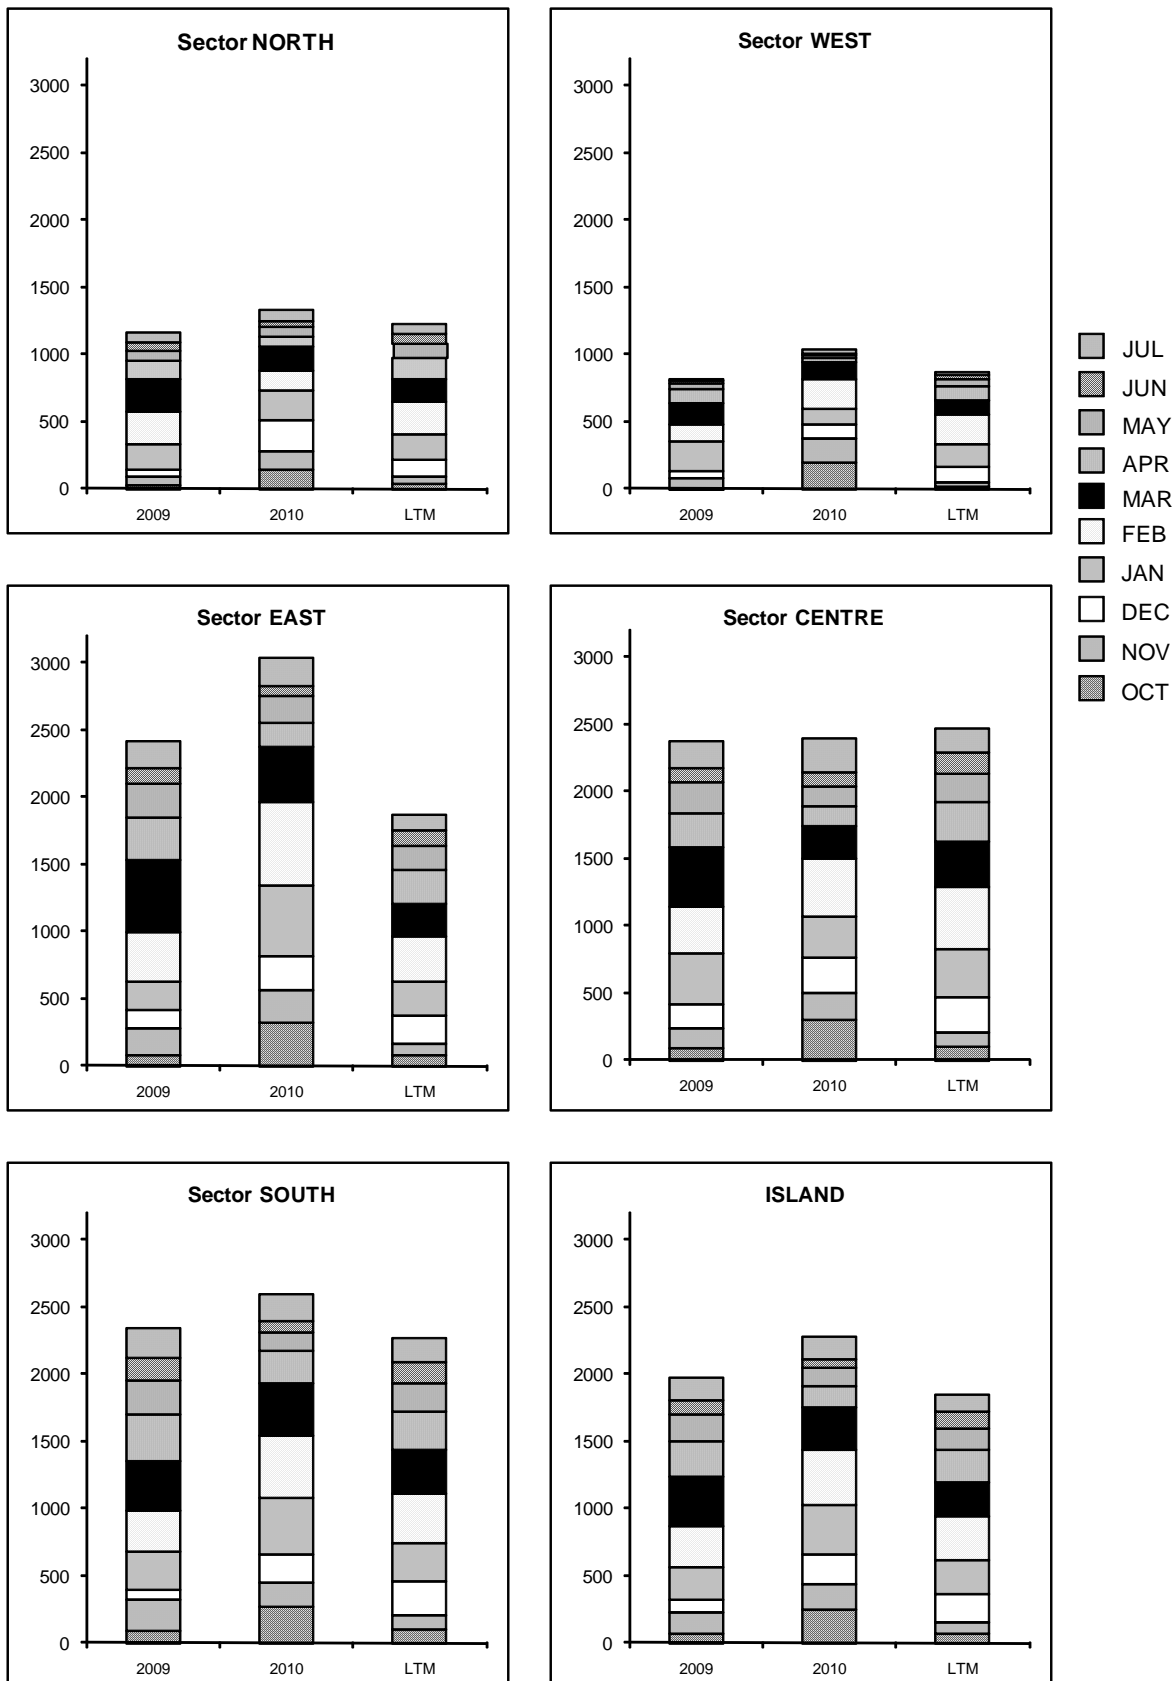 Sector NORTH
3000
2500
2000
1500
1000
500
0
2009 2010 LTM
Sector WEST
3000
2500
2000
1500
1000
500
0
2009 2010 LTM
JUL
JUN
MAY
APR
MAR
FEB
JAN
DEC
NOV
OCT
Sector EAST
3000
2500
2000
1500
1000
500
0
2009 2010 LTM
Sector CENTRE
3000
2500
2000
1500
1000
500
0
2009 2010 LTM
Sector SOUTH
3000
2500
2000
1500
1000
500
0
2009 2010 LTM
ISLAND
3000
2500
2000
1500
1000
500
0
2009 2010 LTM